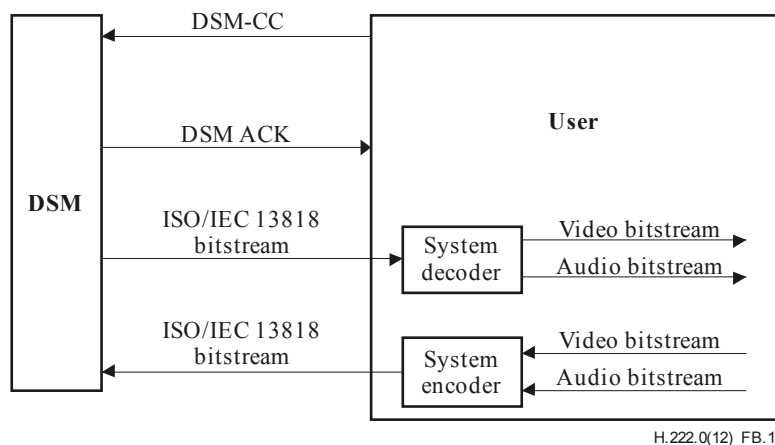 DSM-CC
User
DSM ACK
DSM
ISO/IEC 13818
bitstream
System
decoder
Video bitstream
Audio bitstream
ISO/IEC 13818
bitstream
System
encoder
Video bitstream
Audio bitstream
H.222.0(12)_FB.1